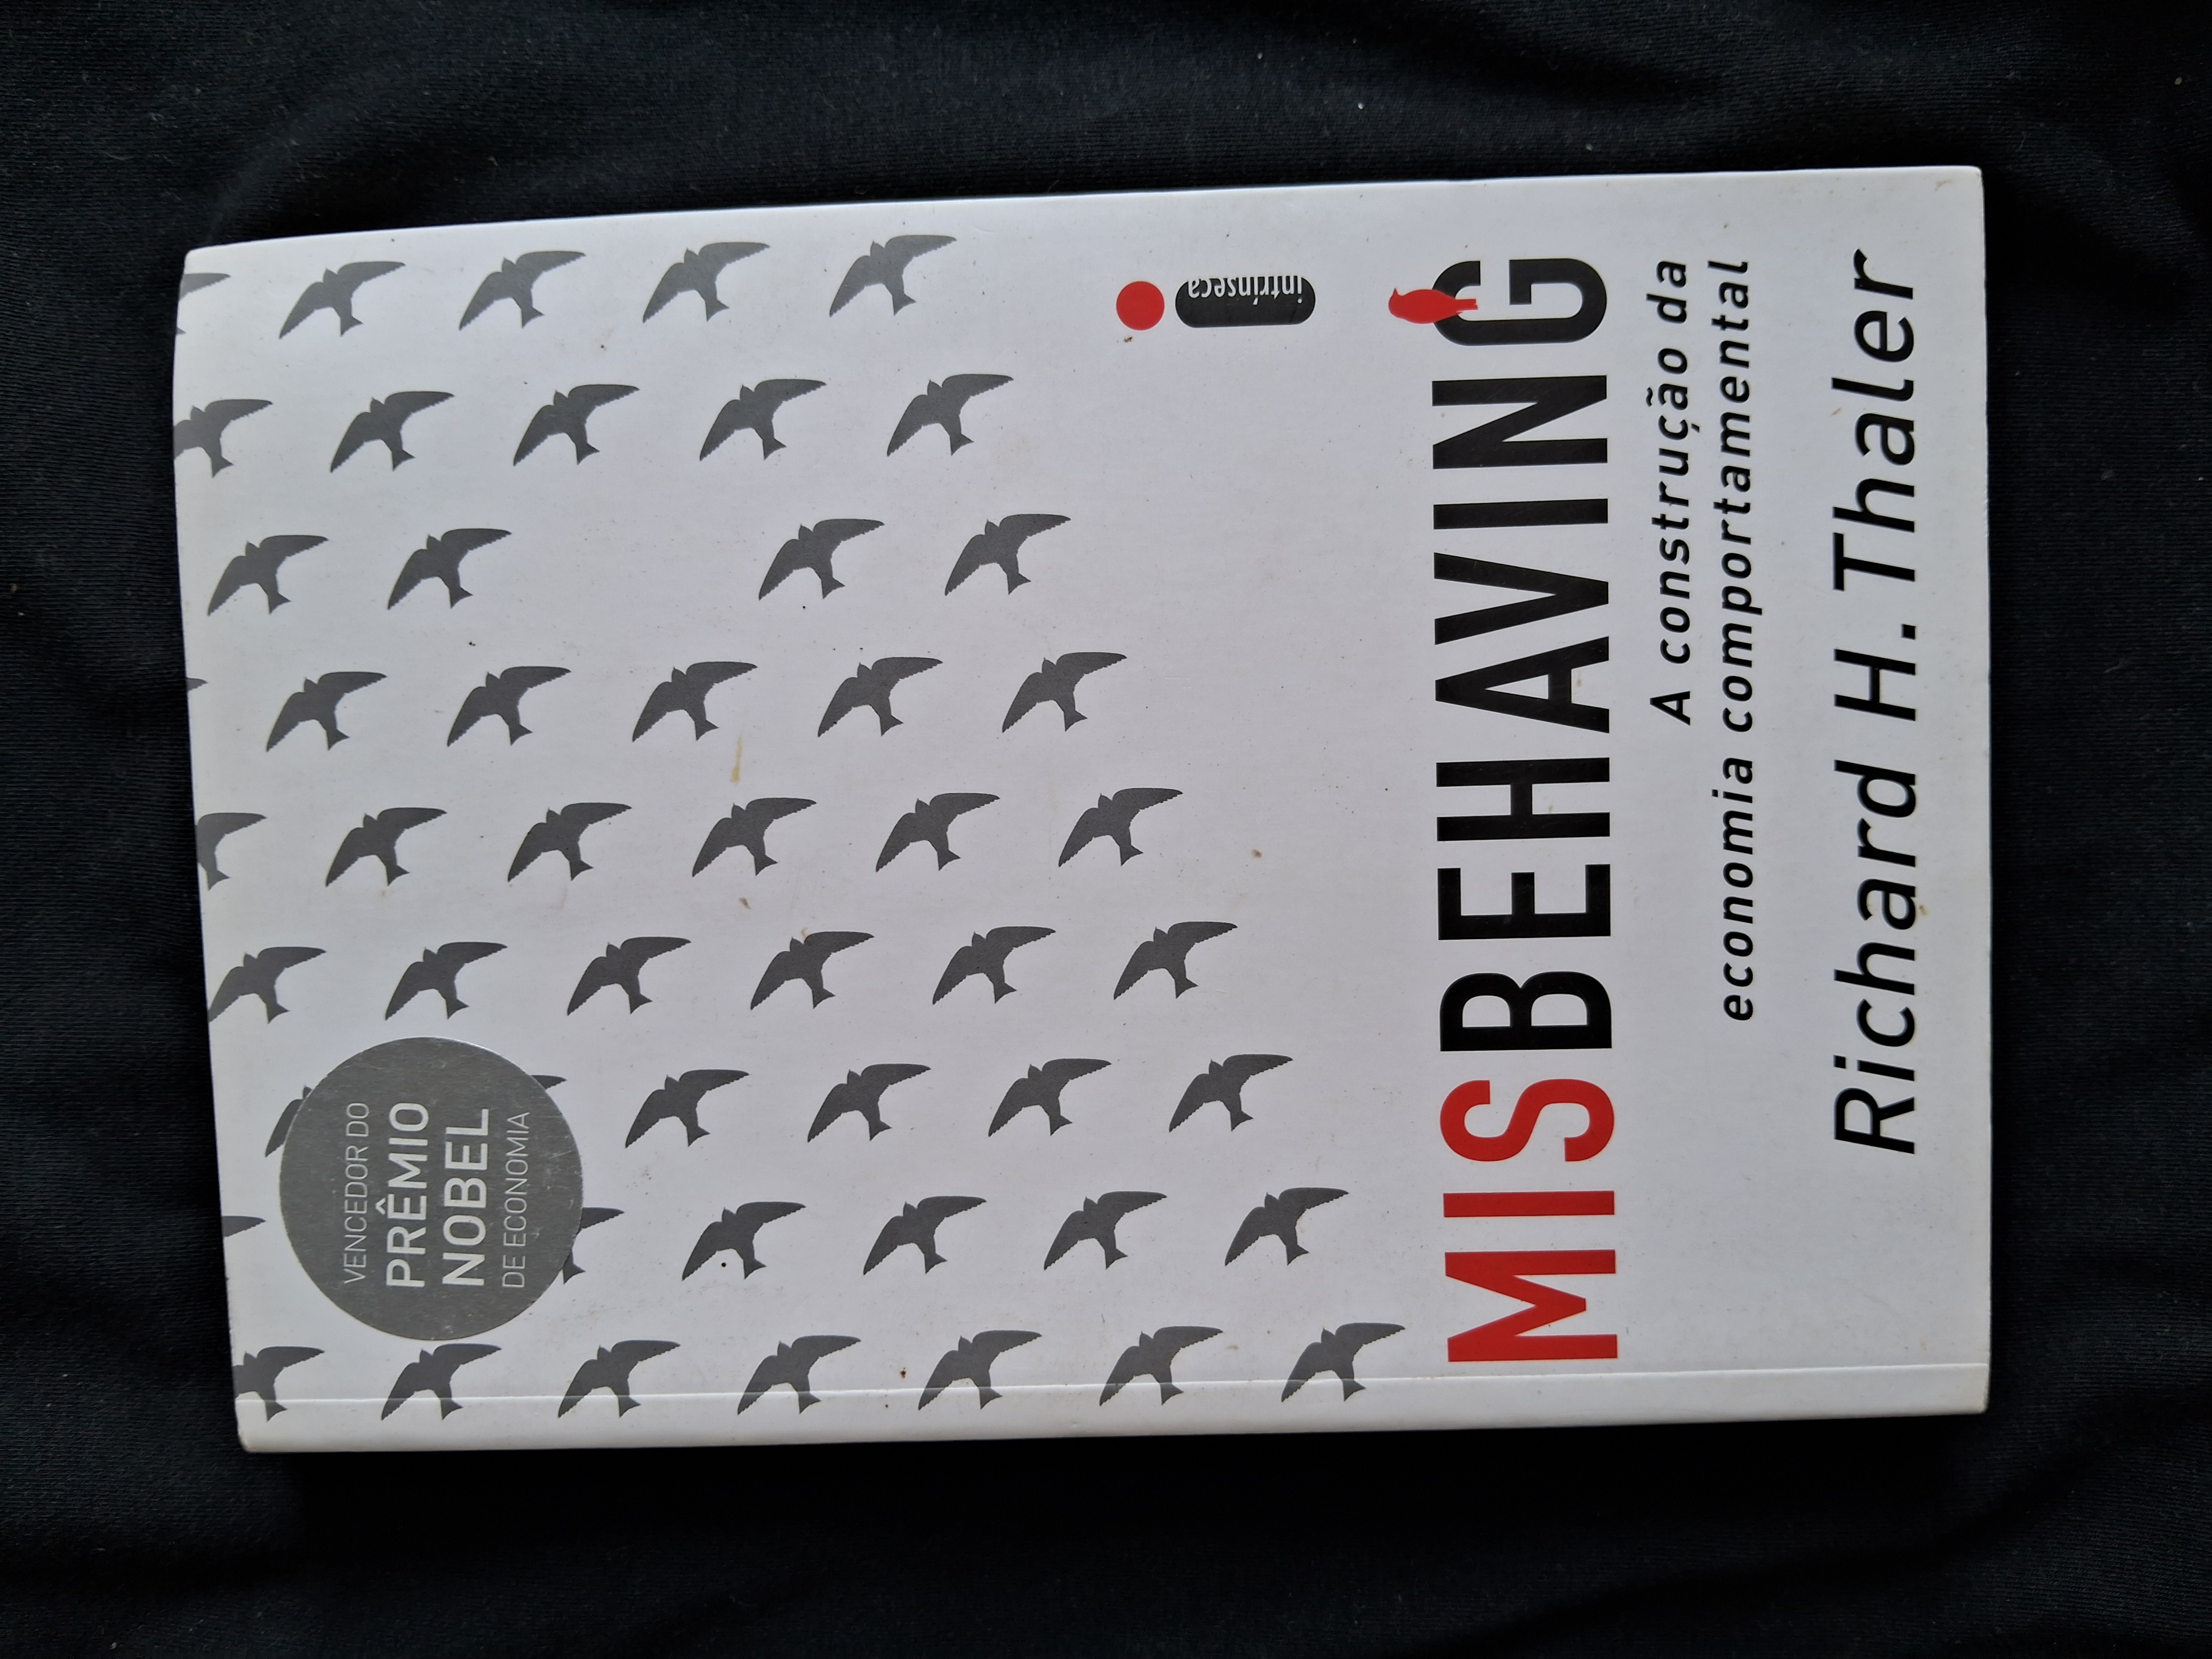 VENCEDOR DO
PRÊMIO
NOBEL
DE ECONOMIA
intrínseca
MISBEHAVING
A construção da
economia comportamental
Richard H. Thaler